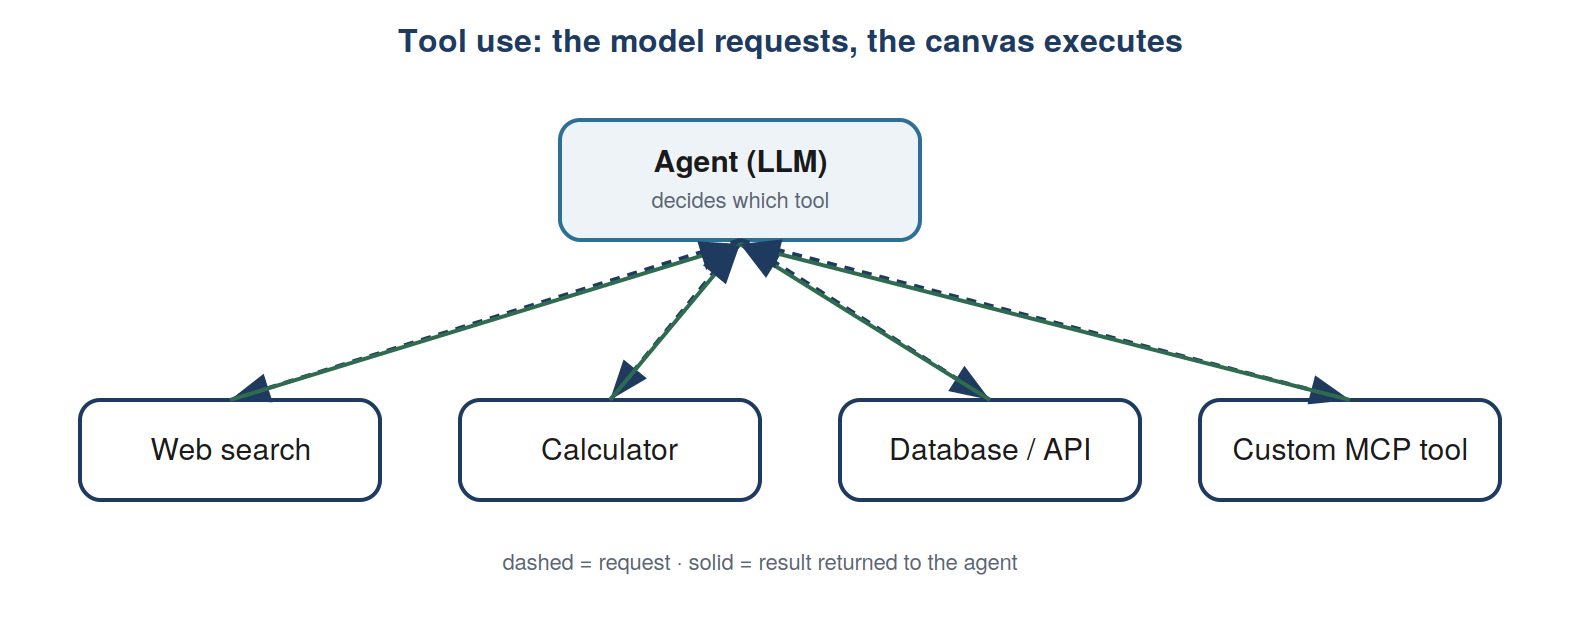 Tool use: the model requests, the canvas executes
Agent (LLM)
decides which tool
Web search
Calculator
Database / API
Custom MCP tool
dashed = request · solid = result returned to the agent